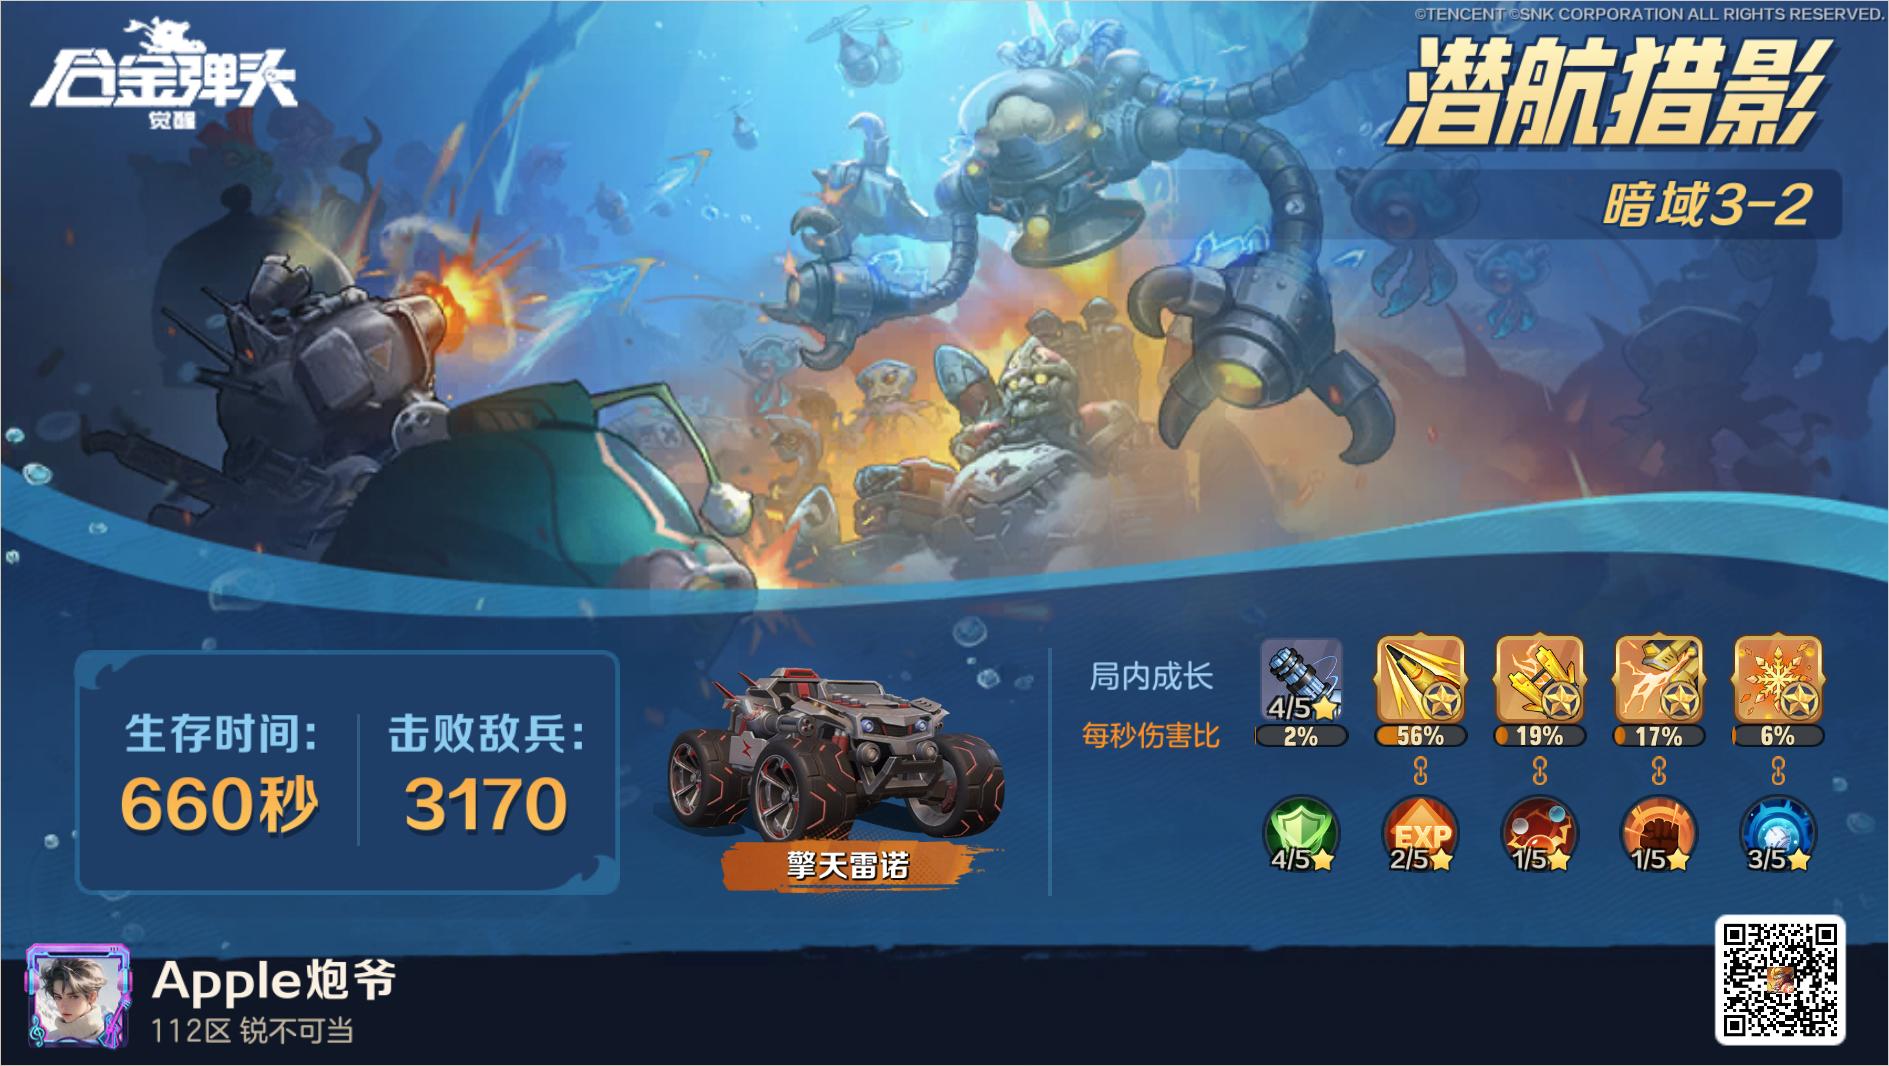 ©TENCENT ©SNK CORPORATION ALL RIGHTS RESERVED.
合金弹头
觉醒
潜航猎影
暗域3-2
生存时间：
660秒
击败敌兵：
3170
擎天雷诺
局内成长
4/5
每秒伤害比
2% 56% 19% 17% 6%
EXP
4/5 2/5 1/5 1/5 3/5
Apple炮爷
112区 锐不可当